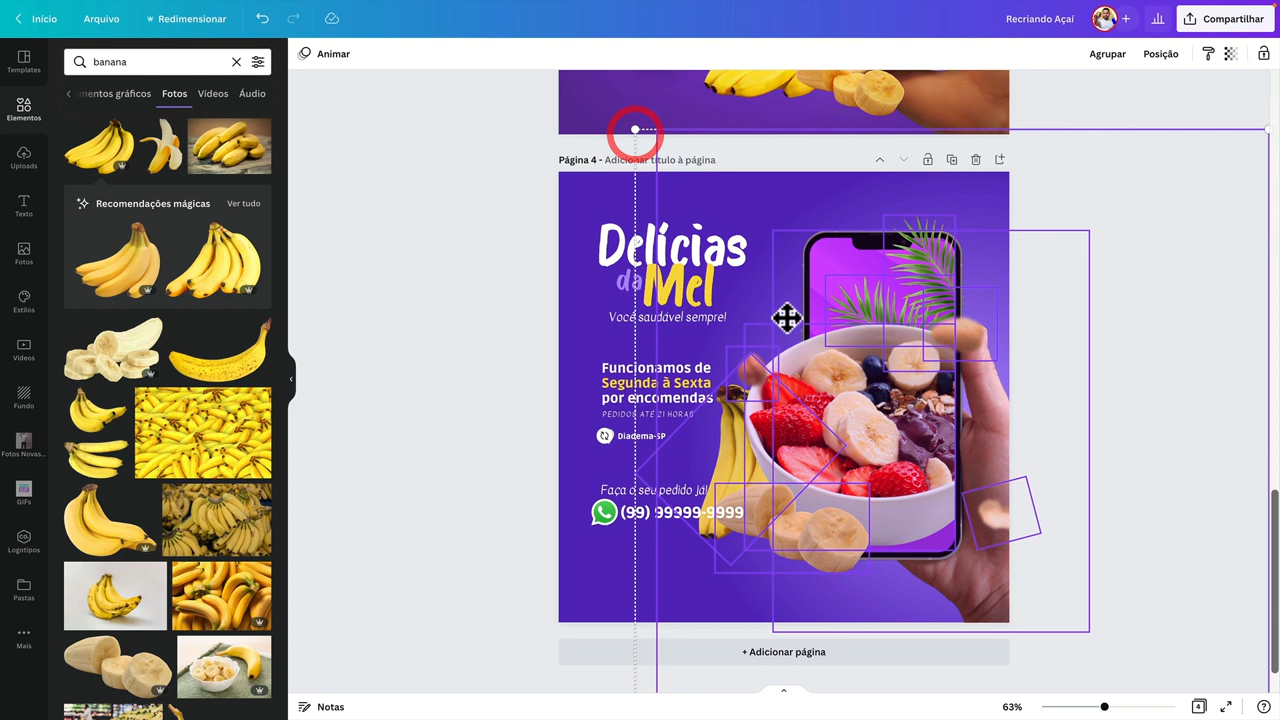 Início
Arquivo
Redimensionar
Recriando Açaí
Compartilhar
Templates
banana
Animar
Agrupar
Posição
Elementos
mentos gráficos
Fotos
Vídeos
Áudio
Uploads
Página 4 - Adicionar título à página
Texto
Recomendações mágicas
Ver tudo
Fotos
Delícias
da Mel
Você saudável sempre!
Estilos
Vídeos
Funcionamos de
Segunda à Sexta
por encomendas
PEDIDOS ATÉ 21 HORAS
Diadema-SP
Fundo
Fotos Novas...
GIFs
Faça o seu pedido já!
(99) 99999-9999
Logotipos
Pastas
Mais
+ Adicionar página
Notas
63%
4